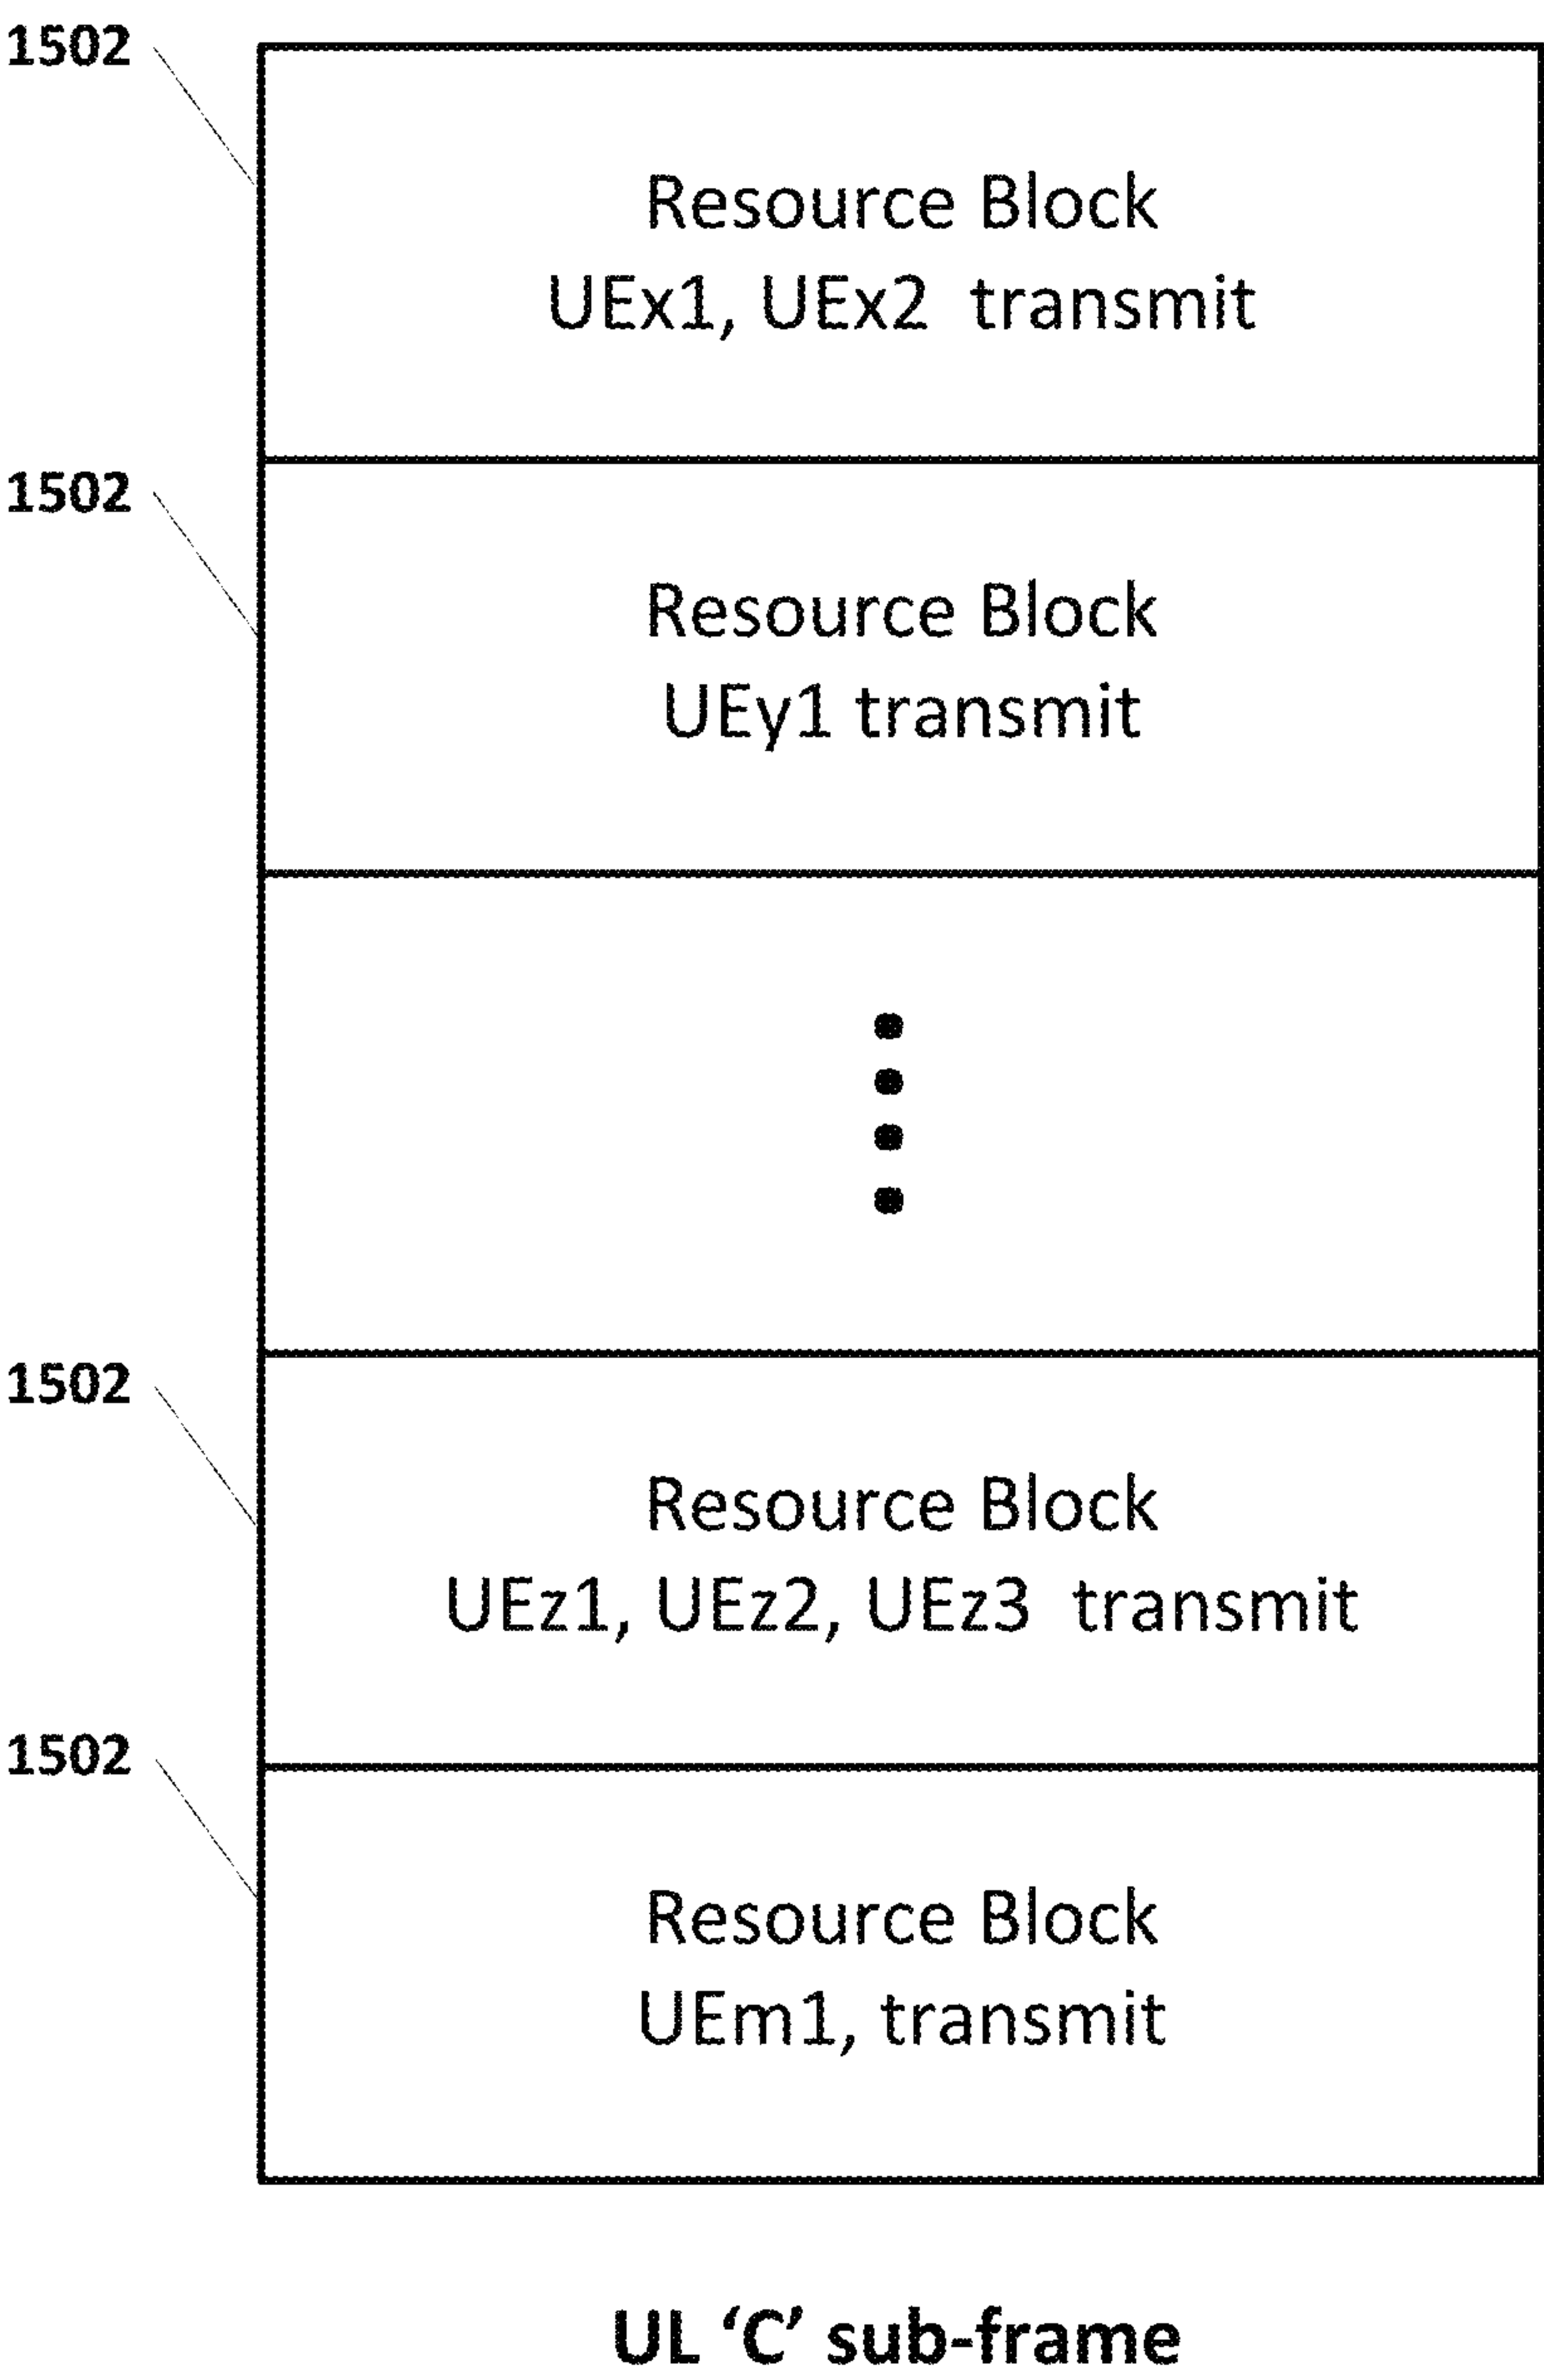 1502
Resource Block
UEx1, UEx2 transmit
1502
Resource Block
UEy1 transmit
1502
Resource Block
UEz1, UEz2, UEz3 transmit
1502
Resource Block
UEm1, transmit
UL ‘C’ sub-frame